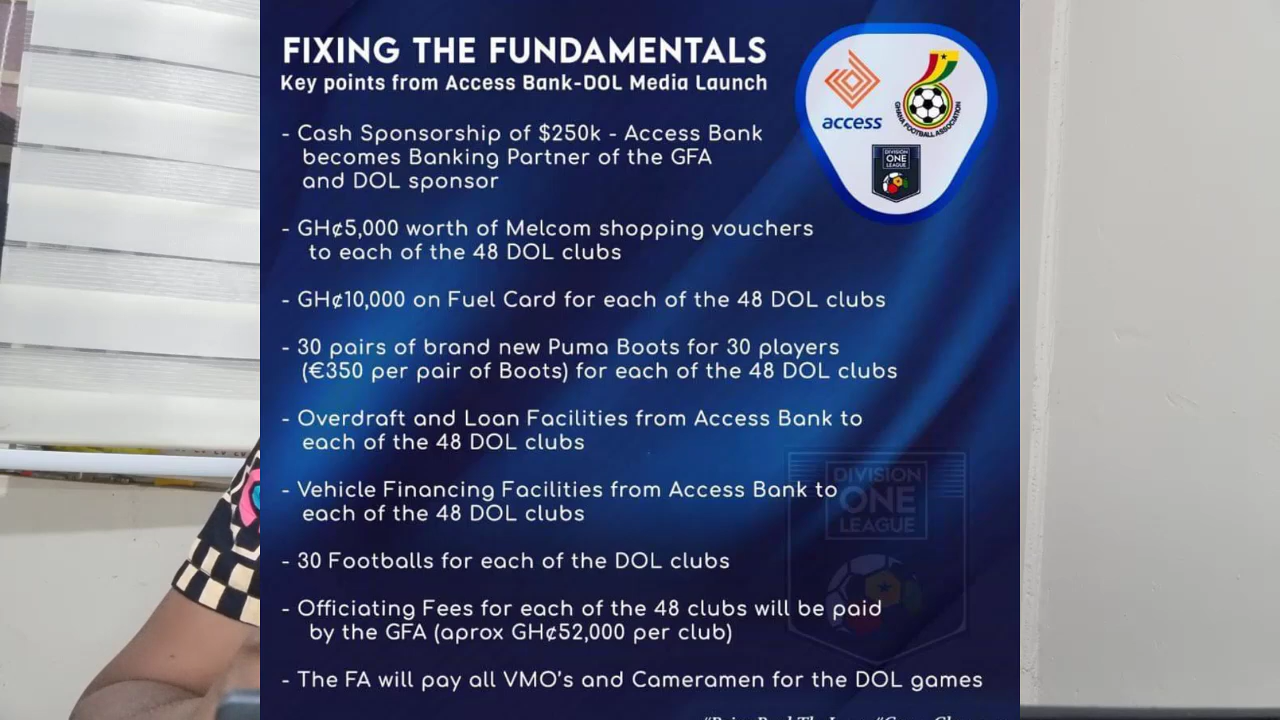 FIXING THE FUNDAMENTALS
Key points from Access Bank-DOL Media Launch
access
GHANA FOOTBALL ASSOCIATION
DIVISION
ONE
LEAGUE
- Cash Sponsorship of $250k - Access Bank
becomes Banking Partner of the GFA
and DOL sponsor
- GH¢5,000 worth of Melcom shopping vouchers
to each of the 48 DOL clubs
- GH¢10,000 on Fuel Card for each of the 48 DOL clubs
- 30 pairs of brand new Puma Boots for 30 players
(€350 per pair of Boots) for each of the 48 DOL clubs
- Overdraft and Loan Facilities from Access Bank to
each of the 48 DOL clubs
- Vehicle Financing Facilities from Access Bank to
each of the 48 DOL clubs
- 30 Footballs for each of the DOL clubs
- Officiating Fees for each of the 48 clubs will be paid
by the GFA (aprox GH¢52,000 per club)
- The FA will pay all VMO's and Cameramen for the DOL games
DIVISION
ONE
LEAGUE